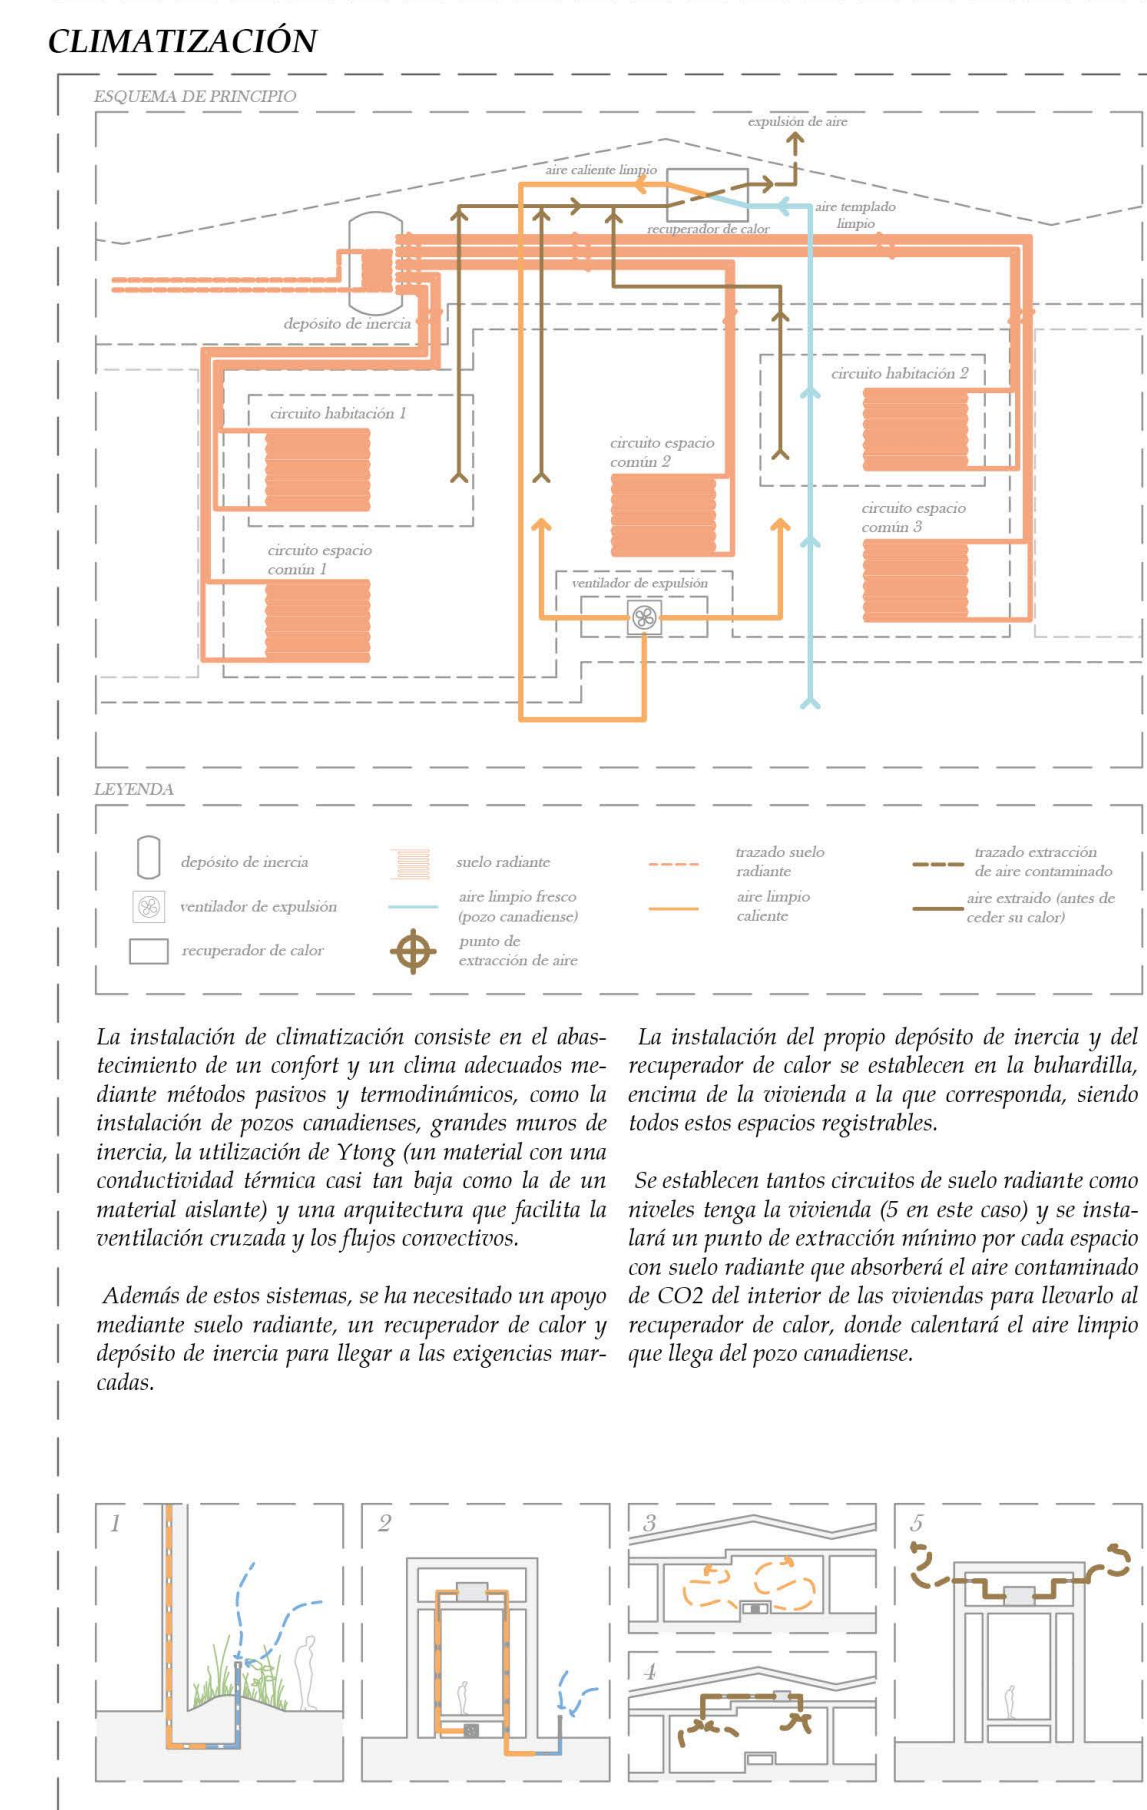 CLIMATIZACIÓN
ESQUEMA DE PRINCIPIO
expulsión de aire
aire caliente limpio
aire templado
limpio
recuperador de calor
depósito de inercia
circuito habitación 2
circuito habitación 1
circuito espacio
común 2
circuito espacio
común 3
circuito espacio
común 1
ventilador de expulsión
LEYENDA
depósito de inercia
ventilador de expulsión
recuperador de calor
suelo radiante
aire limpio fresco
(pozo canadiense)
punto de
extracción de aire
trazado suelo
radiante
aire limpio
caliente
trazado extracción
de aire contaminado
aire extraido (antes de
ceder su calor)
La instalación de climatización consiste en el abas-
tecimiento de un confort y un clima adecuados me-
diante métodos pasivos y termodinámicos, como la
instalación de pozos canadienses, grandes muros de
inercia, la utilización de Ytong (un material con una
conductividad térmica casi tan baja como la de un
material aislante) y una arquitectura que facilita la
ventilación cruzada y los flujos convectivos.
Además de estos sistemas, se ha necesitado un apoyo
mediante suelo radiante, un recuperador de calor y
depósito de inercia para llegar a las exigencias mar-
cadas.
La instalación del propio depósito de inercia y del
recuperador de calor se establecen en la buhardilla,
encima de la vivienda a la que corresponda, siendo
todos estos espacios registrables.
Se establecen tantos circuitos de suelo radiante como
niveles tenga la vivienda (5 en este caso) y se insta-
lará un punto de extracción mínimo por cada espacio
con suelo radiante que absorberá el aire contaminado
de CO2 del interior de las viviendas para llevarlo al
recuperador de calor, donde calentará el aire limpio
que llega del pozo canadiense.
1
2
3
4
5